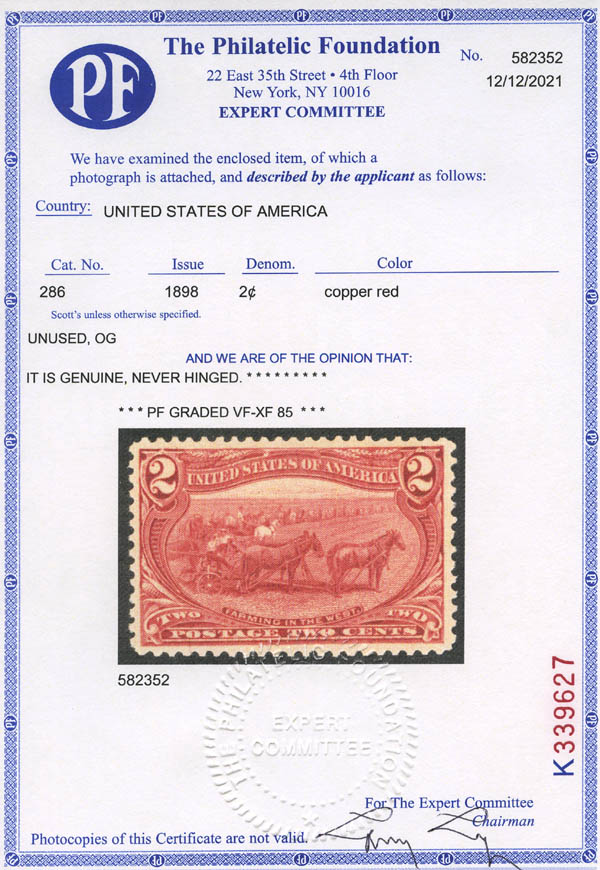 PF
The Philatelic Foundation
22 East 35th Street • 4th Floor
New York, NY 10016
EXPERT COMMITTEE
No. 582352
12/12/2021
We have examined the enclosed item, of which a
photograph is attached, and described by the applicant as follows:
Country: UNITED STATES OF AMERICA
Cat. No. Issue Denom. Color
286 1898 2¢ copper red
Scott's unless otherwise specified.
UNUSED, OG
AND WE ARE OF THE OPINION THAT:
IT IS GENUINE, NEVER HINGED. * * * * * * * * *
* * * PF GRADED VF-XF 85 * * *
2 UNITED STATES OF AMERICA 2
FARMING IN THE WEST.
TWO TWO
POSTAGE TWO CENTS
582352
THE PHILATELIC FOUNDATION
EXPERT
COMMITTEE
K339627
For The Expert Committee
Chairman
Photocopies of this Certificate are not valid.